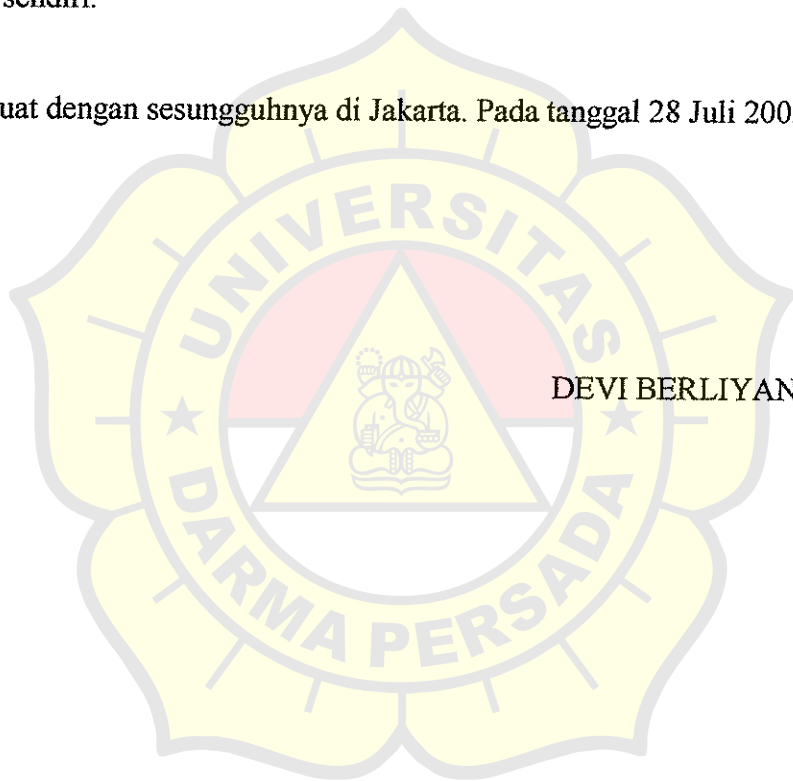 sendiri.
uat dengan sesungguhnya di Jakarta. Pada tanggal 28 Juli 200
DEVI BERLIYAN
UNIVERSITAS
DARMA PERSADA